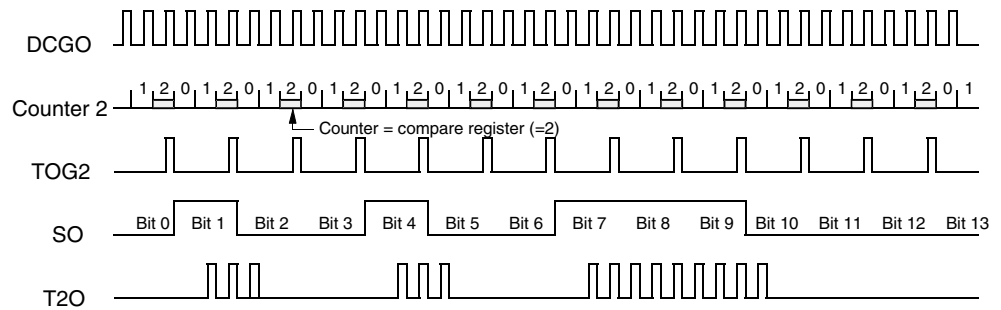 DCGO
1 2 0 1 2 0 1 2 0 1 2 0 1 2 0 1 2 0 1 2 0 1 2 0 1 2 0 1 2 0 1 2 0 1 2 0 1 2 0 1
Counter 2
Counter = compare register (=2)
TOG2
SO
Bit 0 Bit 1 Bit 2 Bit 3 Bit 4 Bit 5 Bit 6 Bit 7 Bit 8 Bit 9 Bit 10 Bit 11 Bit 12 Bit 13
T2O